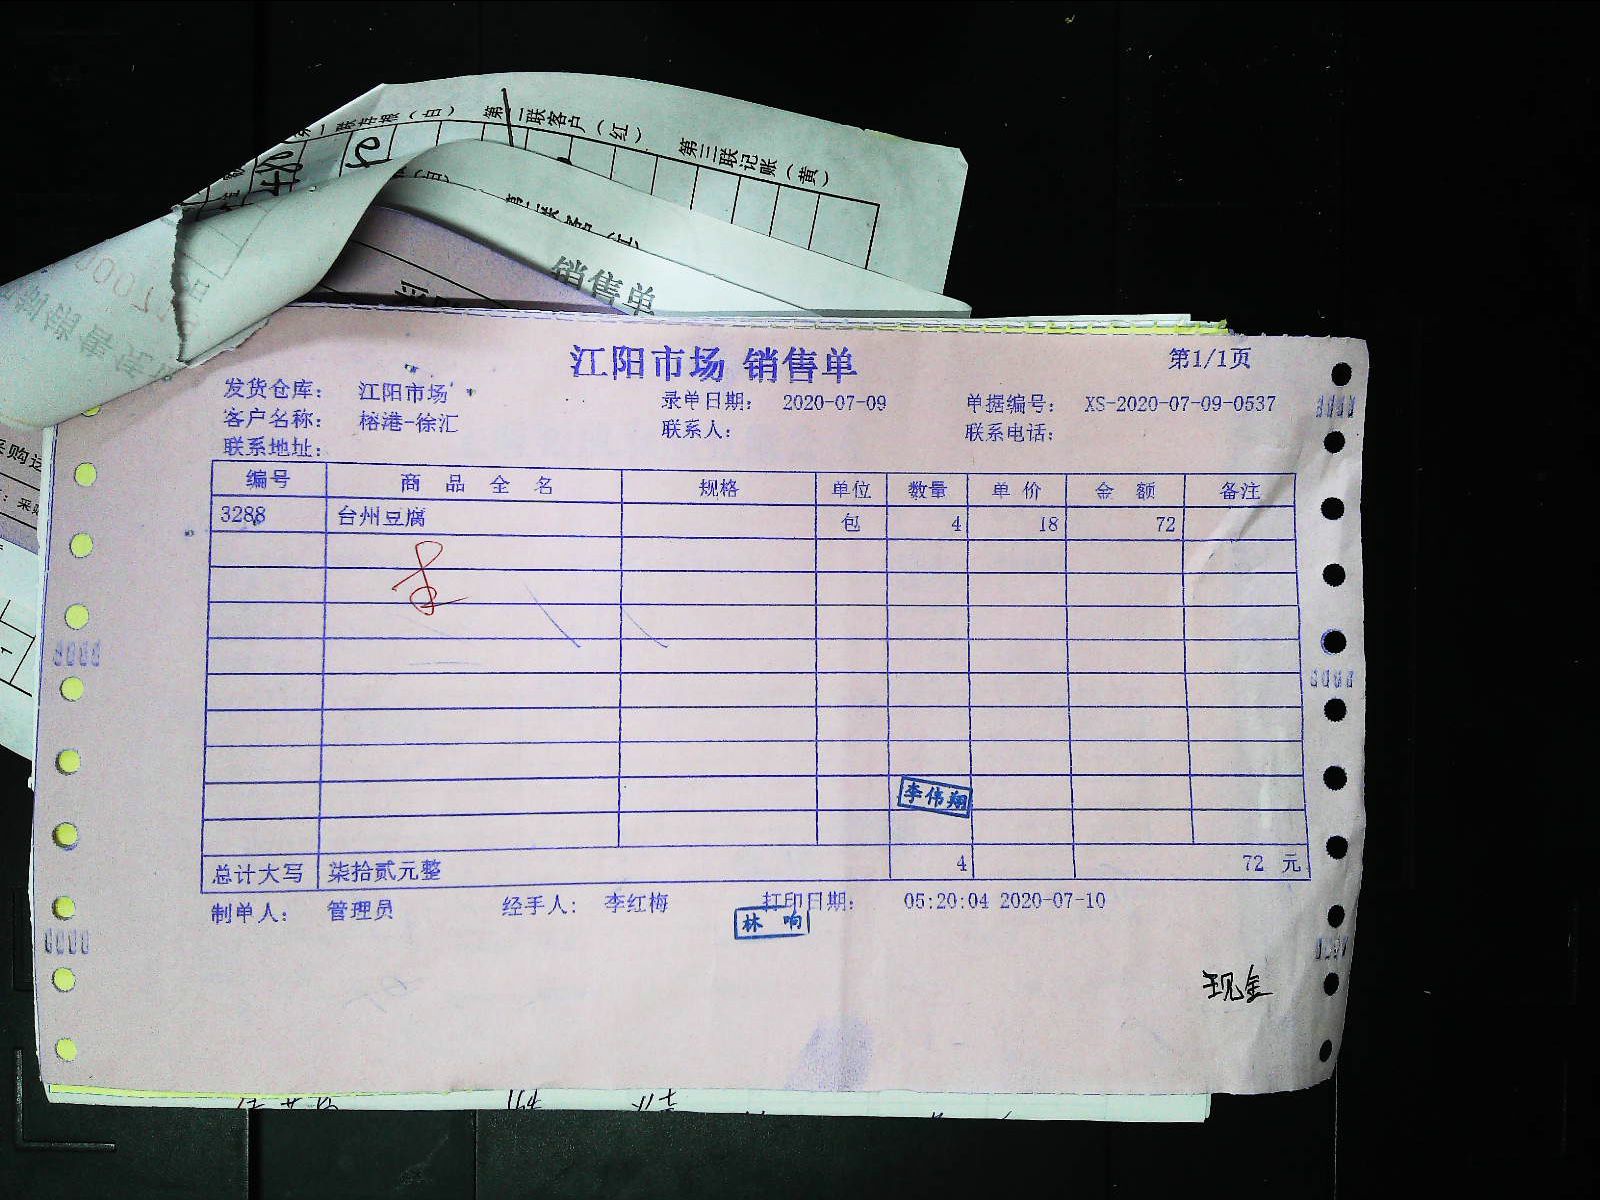 第二联客户（红） 第三联记账（黄）
销售单
江阳市场 销售单 第1/1页
发货仓库： 江阳市场 录单日期： 2020-07-09 单据编号： XS-2020-07-09-0537
客户名称： 榕港-徐汇 联系人： 联系电话：
联系地址：
编号 商品全名 规格 单位 数量 单价 金额 备注
3288 台州豆腐 包 4 18 72
李伟翔
总计大写 柒拾贰元整 4 72 元
制单人： 管理员 经手人： 李红梅 打印日期： 05:20:04 2020-07-10
林响
现金